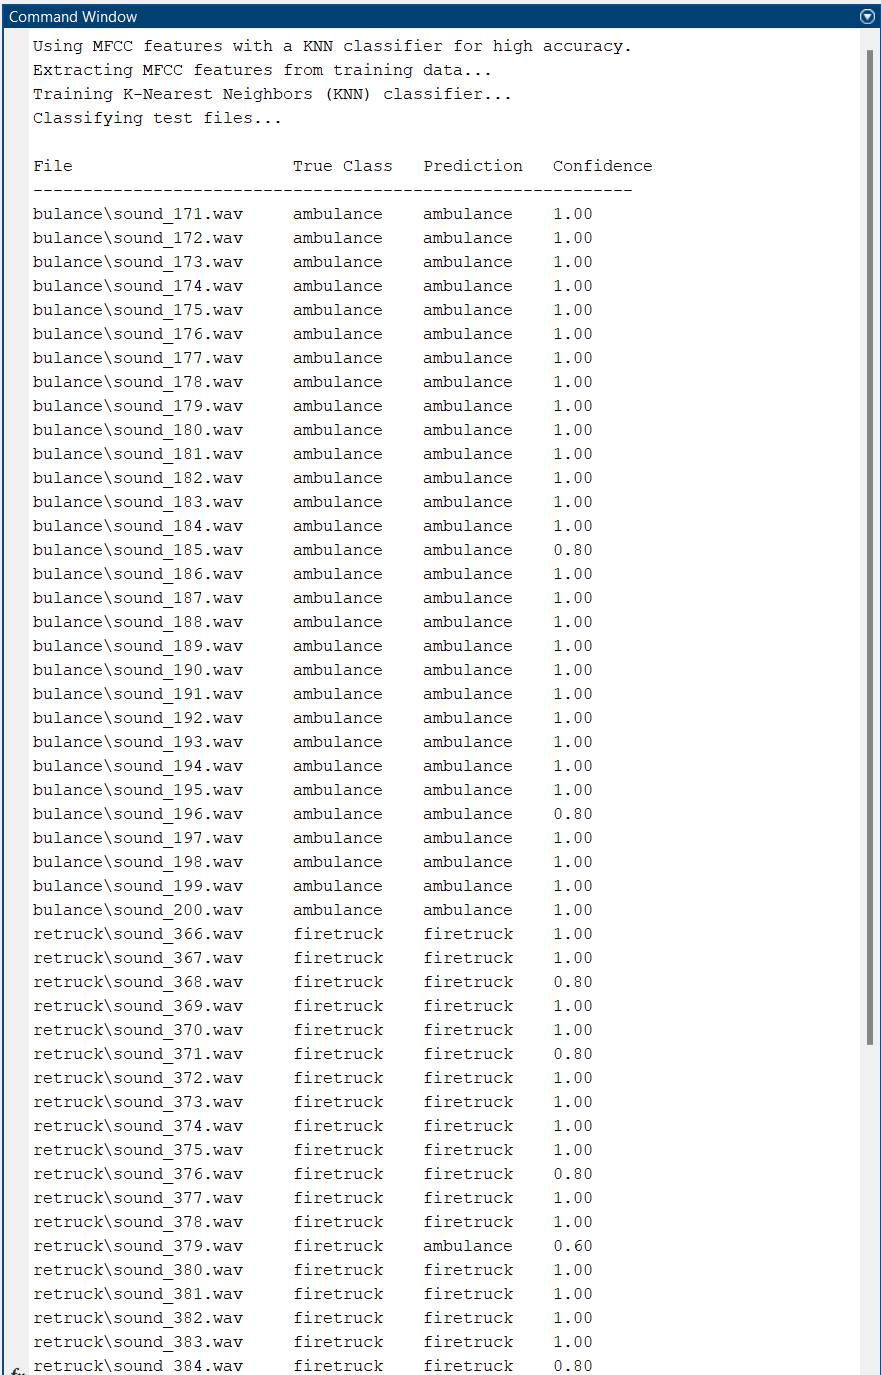 Command Window
Using MFCC features with a KNN classifier for high accuracy.
Extracting MFCC features from training data...
Training K-Nearest Neighbors (KNN) classifier...
Classifying test files...
File True Class Prediction Confidence
------------------------------------------------------------
bulance\sound_171.wav ambulance ambulance 1.00
bulance\sound_172.wav ambulance ambulance 1.00
bulance\sound_173.wav ambulance ambulance 1.00
bulance\sound_174.wav ambulance ambulance 1.00
bulance\sound_175.wav ambulance ambulance 1.00
bulance\sound_176.wav ambulance ambulance 1.00
bulance\sound_177.wav ambulance ambulance 1.00
bulance\sound_178.wav ambulance ambulance 1.00
bulance\sound_179.wav ambulance ambulance 1.00
bulance\sound_180.wav ambulance ambulance 1.00
bulance\sound_181.wav ambulance ambulance 1.00
bulance\sound_182.wav ambulance ambulance 1.00
bulance\sound_183.wav ambulance ambulance 1.00
bulance\sound_184.wav ambulance ambulance 1.00
bulance\sound_185.wav ambulance ambulance 0.80
bulance\sound_186.wav ambulance ambulance 1.00
bulance\sound_187.wav ambulance ambulance 1.00
bulance\sound_188.wav ambulance ambulance 1.00
bulance\sound_189.wav ambulance ambulance 1.00
bulance\sound_190.wav ambulance ambulance 1.00
bulance\sound_191.wav ambulance ambulance 1.00
bulance\sound_192.wav ambulance ambulance 1.00
bulance\sound_193.wav ambulance ambulance 1.00
bulance\sound_194.wav ambulance ambulance 1.00
bulance\sound_195.wav ambulance ambulance 1.00
bulance\sound_196.wav ambulance ambulance 0.80
bulance\sound_197.wav ambulance ambulance 1.00
bulance\sound_198.wav ambulance ambulance 1.00
bulance\sound_199.wav ambulance ambulance 1.00
bulance\sound_200.wav ambulance ambulance 1.00
retruck\sound_366.wav firetruck firetruck 1.00
retruck\sound_367.wav firetruck firetruck 1.00
retruck\sound_368.wav firetruck firetruck 0.80
retruck\sound_369.wav firetruck firetruck 1.00
retruck\sound_370.wav firetruck firetruck 1.00
retruck\sound_371.wav firetruck firetruck 0.80
retruck\sound_372.wav firetruck firetruck 1.00
retruck\sound_373.wav firetruck firetruck 1.00
retruck\sound_374.wav firetruck firetruck 1.00
retruck\sound_375.wav firetruck firetruck 1.00
retruck\sound_376.wav firetruck firetruck 0.80
retruck\sound_377.wav firetruck firetruck 1.00
retruck\sound_378.wav firetruck firetruck 1.00
retruck\sound_379.wav firetruck ambulance 0.60
retruck\sound_380.wav firetruck firetruck 1.00
retruck\sound_381.wav firetruck firetruck 1.00
retruck\sound_382.wav firetruck firetruck 1.00
retruck\sound_383.wav firetruck firetruck 1.00
retruck\sound_384.wav firetruck firetruck 0.80